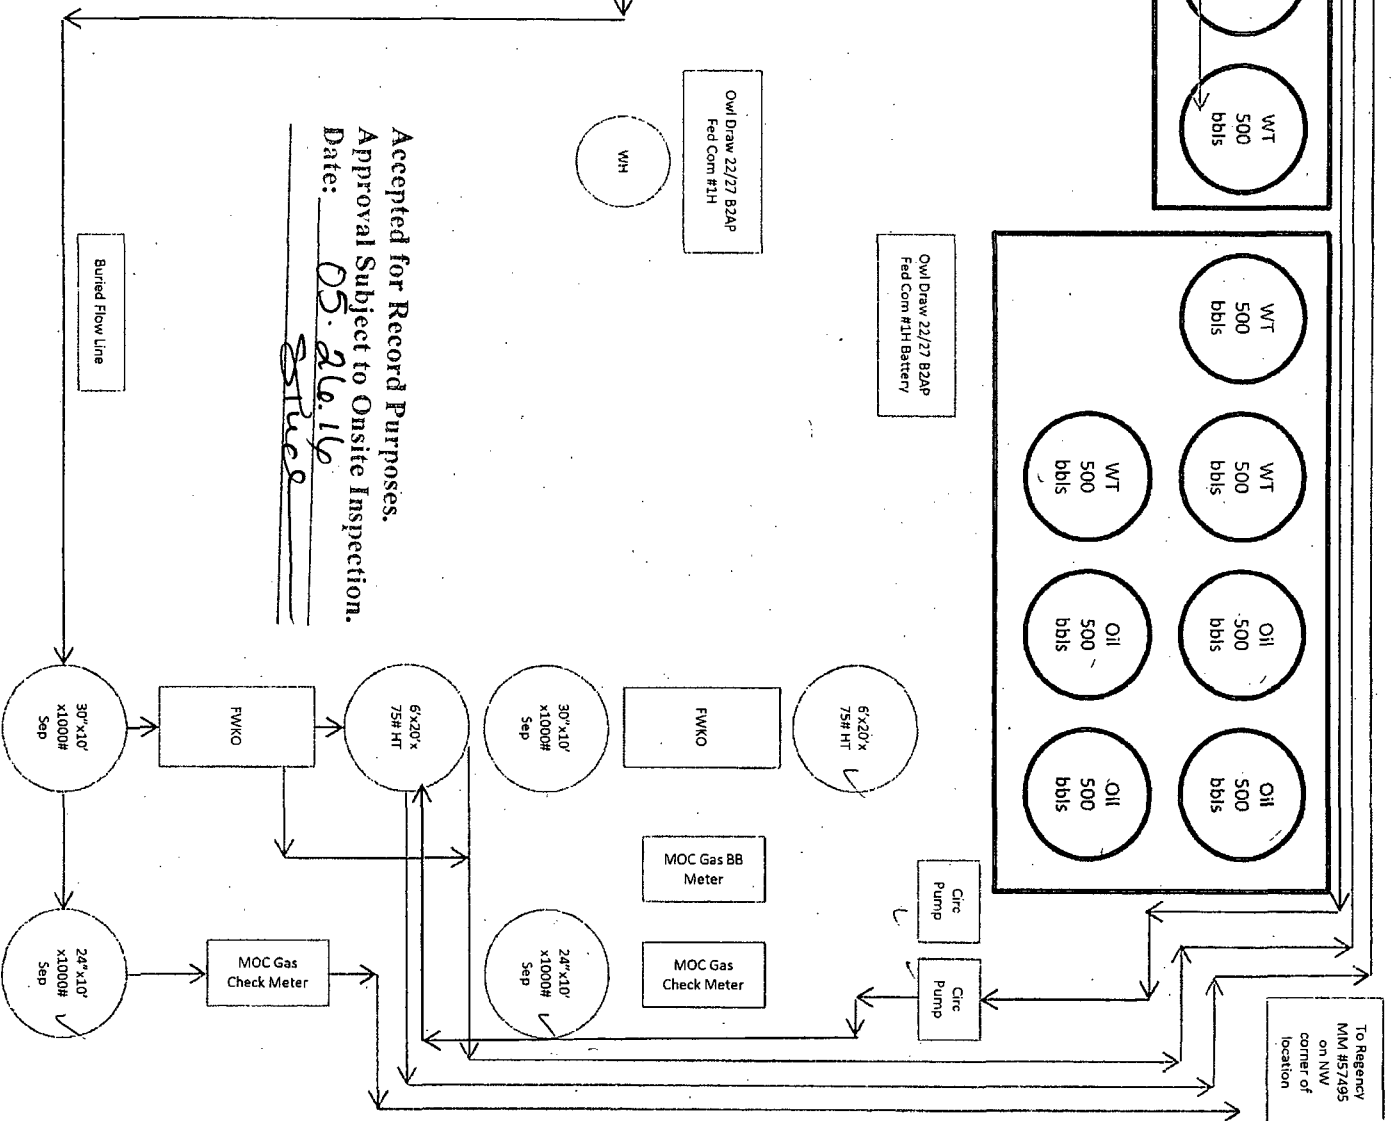 WT
500
bbls
Owl Draw 22/27 B2AP
Fed Com #1H
WH
Accepted for Record Purposes.
Approval Subject to Onsite Inspection.
Date: 05.26.16
Owl Draw 22/27 B2AP
Fed Com #1H Battery
Buried Flow Line
WT
500
bbls
WT
500
bbls
WT
500
bbls
Oil
500
bbls
Oil
500
bbls
Oil
500
bbls
Oil
500
bbls
30"x10'
x1000#
Sep
FWKO
6'x20'x
75# HT
30"x10'
x1000#
Sep
FWKO
6'x20'x
75# HT
MOC Gas BB
Meter
Circ
Pump
24"x10'
x1000#
Sep
MOC Gas
Check Meter
24"x10'
x1000#
Sep
MOC Gas
Check Meter
Circ
Pump
To Regency
MM #57495
on NW
corner of
location